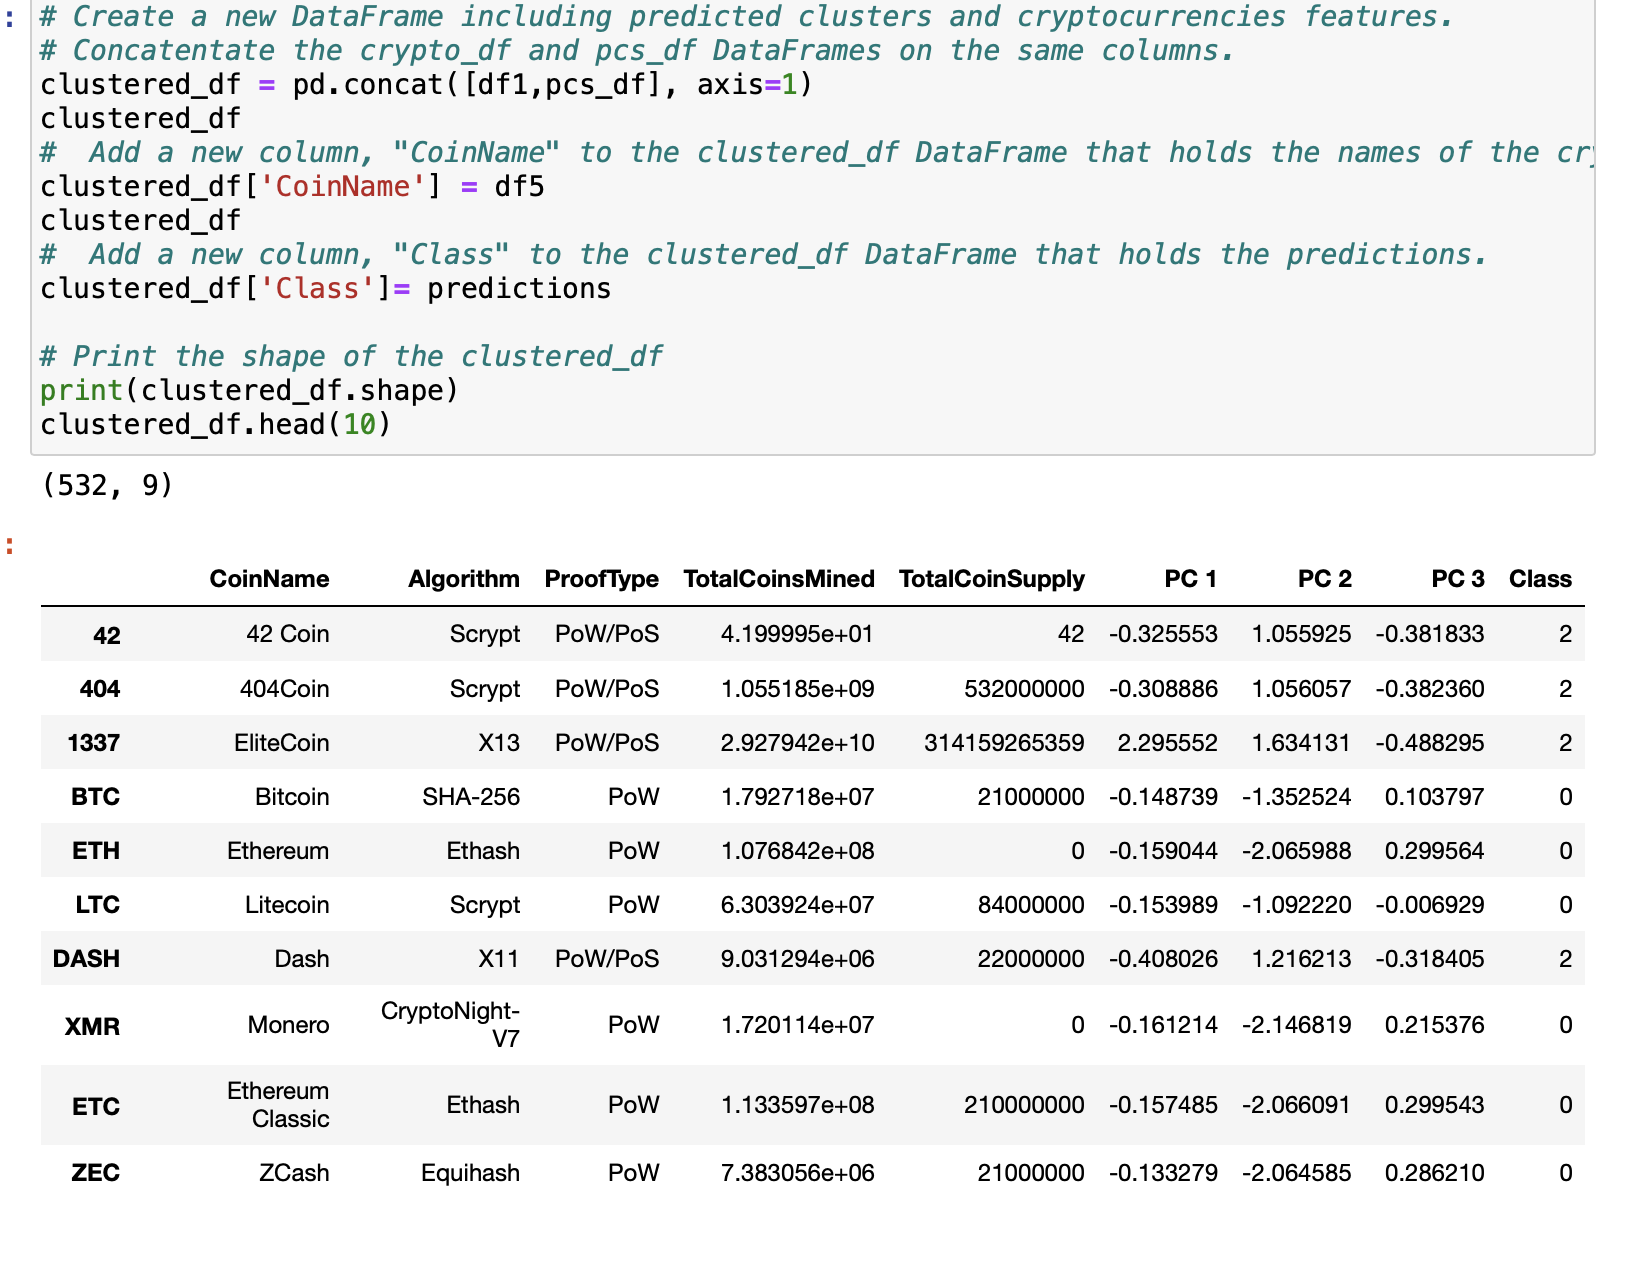 : # Create a new DataFrame including predicted clusters and cryptocurrencies features.
# Concatentate the crypto_df and pcs_df DataFrames on the same columns.
clustered_df = pd.concat([df1,pcs_df], axis=1)
clustered_df
#  Add a new column, "CoinName" to the clustered_df DataFrame that holds the names of the
clustered_df['CoinName'] = df5
clustered_df
#  Add a new column, "Class" to the clustered_df DataFrame that holds the predictions.
clustered_df['Class']= predictions
# Print the shape of the clustered_df
print(clustered_df.shape)
clustered_df.head(10)
(532, 9)
:
CoinName Algorithm ProofType TotalCoinsMined TotalCoinSupply PC 1 PC 2 PC 3 Class
42 42 Coin Scrypt PoW/PoS 4.199995e+01 42 -0.325553 1.055925 -0.381833 2
404 404Coin Scrypt PoW/PoS 1.055185e+09 532000000 -0.308886 1.056057 -0.382360 2
1337 EliteCoin X13 PoW/PoS 2.927942e+10 314159265359 2.295552 1.634131 -0.488295 2
BTC Bitcoin SHA-256 PoW 1.792718e+07 21000000 -0.148739 -1.352524 0.103797 0
ETH Ethereum Ethash PoW 1.076842e+08 0 -0.159044 -2.065988 0.299564 0
LTC Litecoin Scrypt PoW 6.303924e+07 84000000 -0.153989 -1.092220 -0.006929 0
DASH Dash X11 PoW/PoS 9.031294e+06 22000000 -0.408026 1.216213 -0.318405 2
XMR Monero CryptoNight-
V7 PoW 1.720114e+07 0 -0.161214 -2.146819 0.215376 0
ETC Ethereum
Classic Ethash PoW 1.133597e+08 210000000 -0.157485 -2.066091 0.299543 0
ZEC ZCash Equihash PoW 7.383056e+06 21000000 -0.133279 -2.064585 0.286210 0